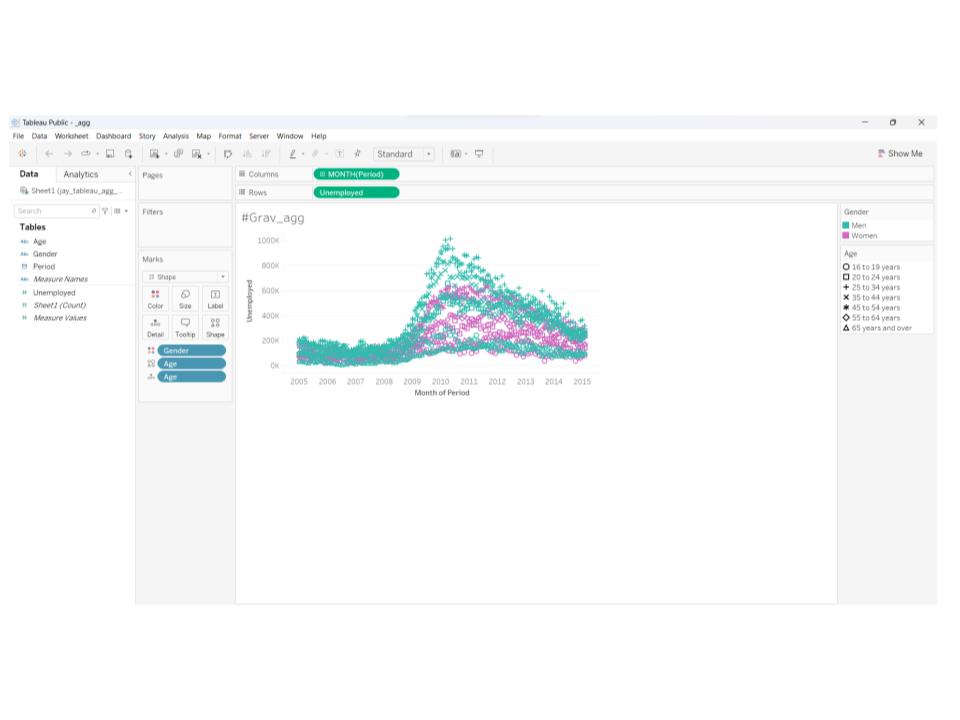 Tableau Public - _agg
File Data Worksheet Dashboard Story Analysis Map Format Server Window Help
Standard
Show Me
Data Analytics
Sheet1 (jay_tableau_agg_...
Search
Tables
Abc Age
Abc Gender
Period
Abc Measure Names
# Unemployed
# Sheet1 (Count)
# Measure Values
Pages
Filters
Marks
Shape
Color Size Label
Detail Tooltip Shape
Gender
Age
Age
Columns MONTH(Period)
Rows Unemployed
#Grav_agg
1000K
800K
600K
400K
200K
0K
Unemployed
2005 2006 2007 2008 2009 2010 2011 2012 2013 2014 2015
Month of Period
Gender
Men
Women
Age
16 to 19 years
20 to 24 years
25 to 34 years
35 to 44 years
45 to 54 years
55 to 64 years
65 years and over